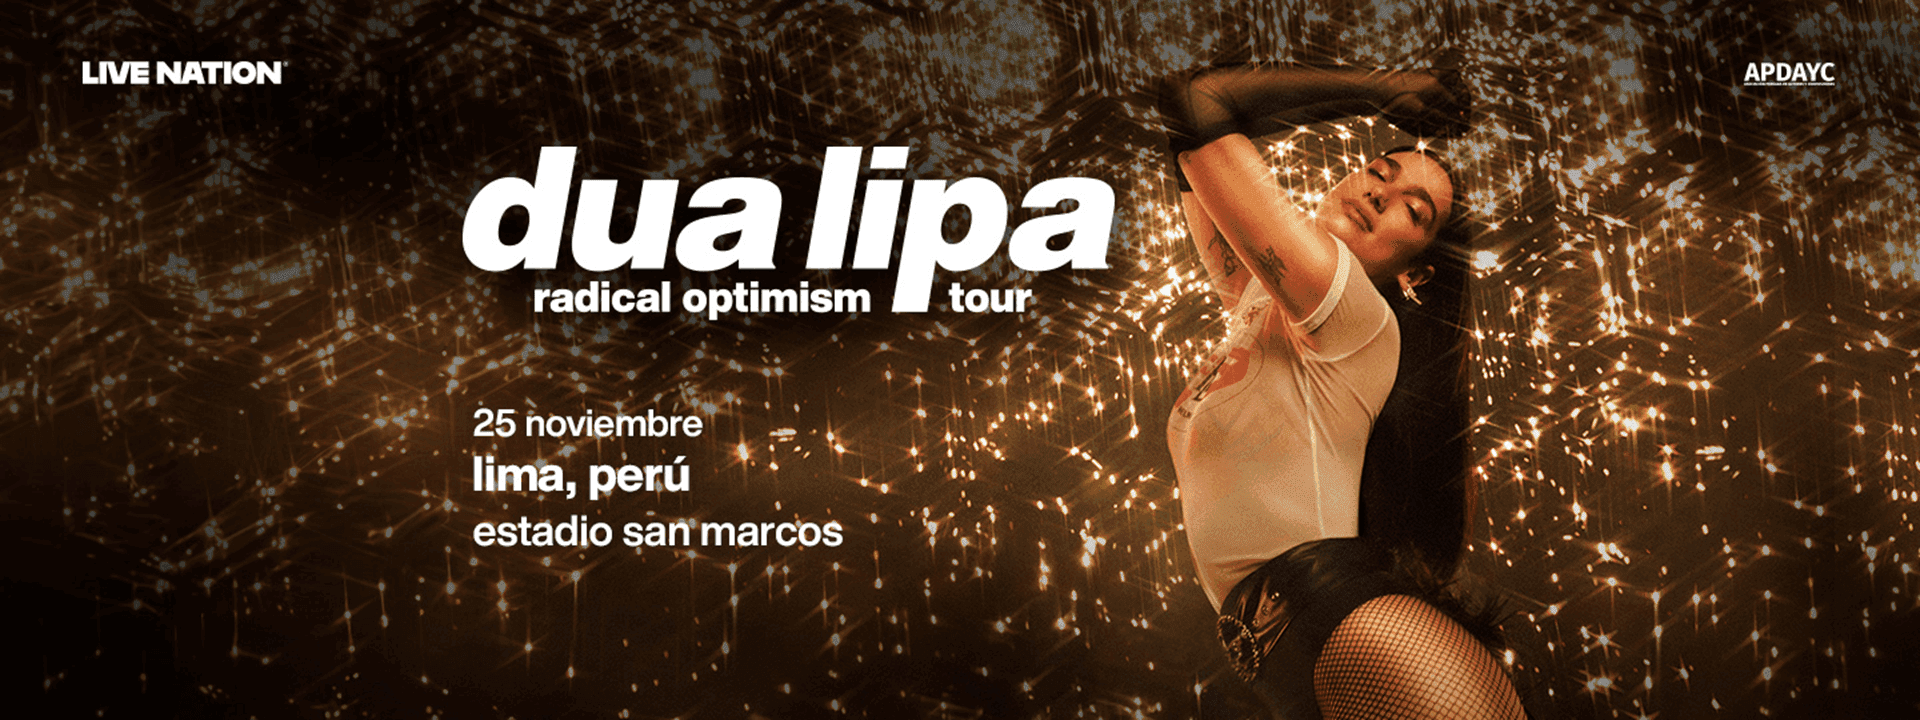 LIVE NATION
APDAYC
dua lipa
radical optimism tour
25 noviembre
lima, perú
estadio san marcos